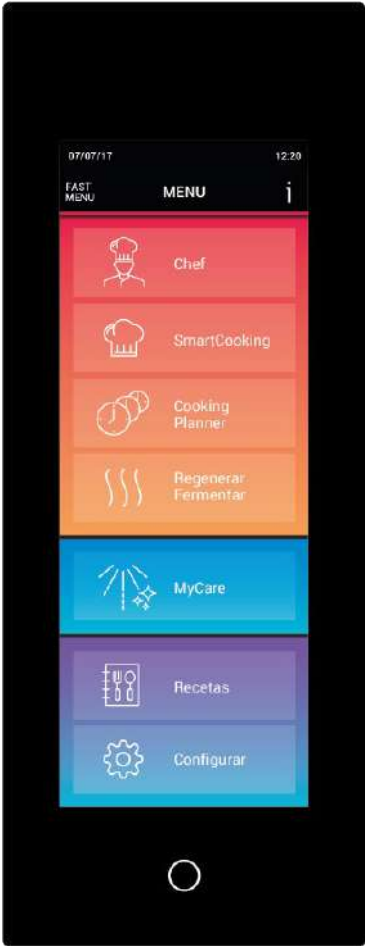 07/07/17 12:20
FAST
MENU
MENU
i
Chef
SmartCooking
Cooking
Planner
Regenerar
Fermentar
MyCare
Recetas
Configurar